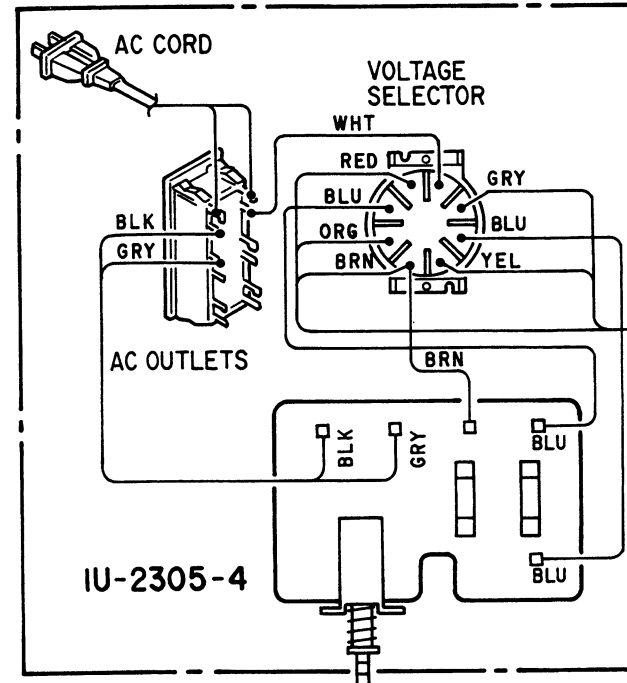 AC CORD
VOLTAGE
SELECTOR
WHT
RED
GRY
BLU
BLK
ORG
BLU
GRY
BRN
YEL
AC OUTLETS
BRN
BLK
GRY
BLU
IU-2305-4
BLU